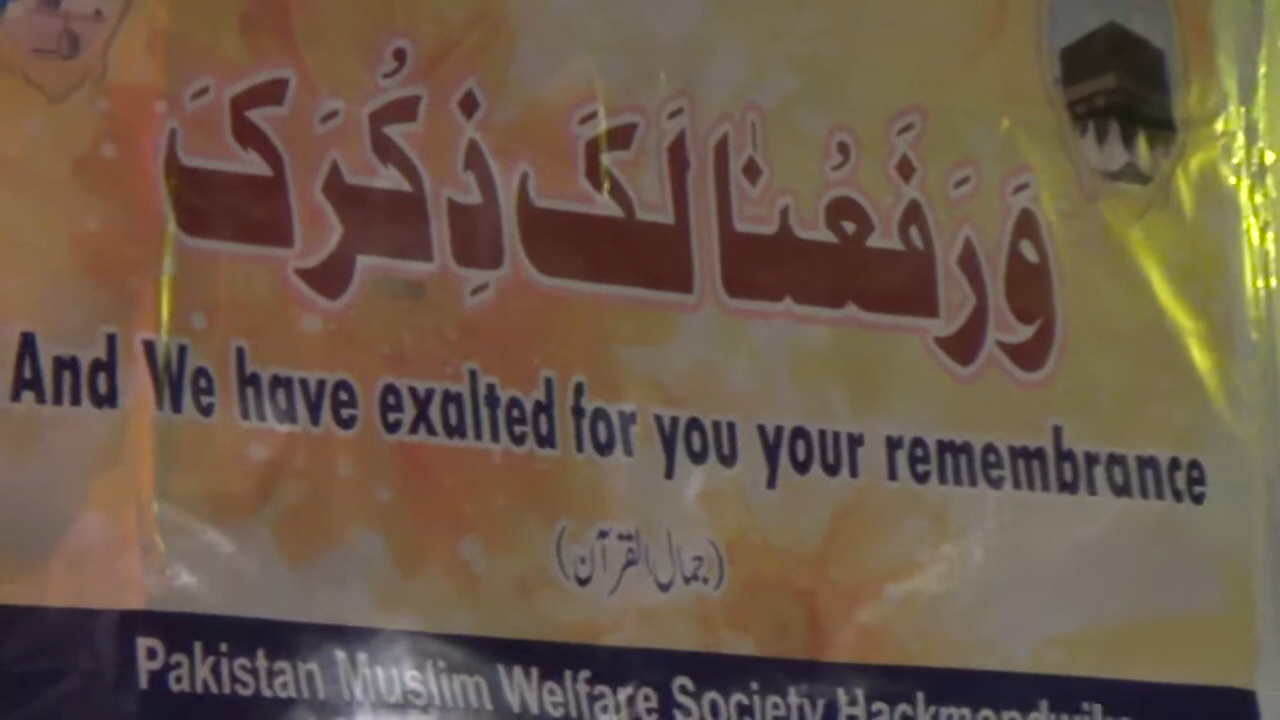 وَرَفَعُنٰا لَکَ ذِکُرَکَ
And We have exalted for you your remembrance
(جمال القرآن)
Pakistan Muslim Welfare Society